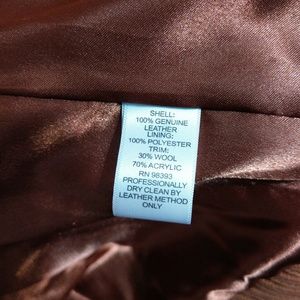 SHELL:
100% GENUINE
LEATHER
LINING:
100% POLYESTER
TRIM:
30% WOOL
70% ACRYLIC
RN 98393
PROFESSIONALLY
DRY CLEAN BY
LEATHER METHOD
ONLY